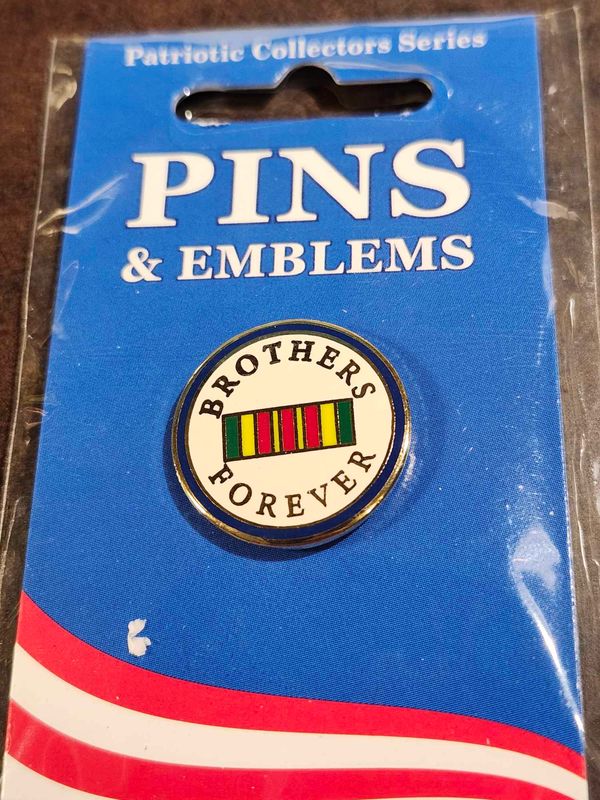 Patriotic Collectors Series
PINS
& EMBLEMS
BROTHERS
FOREVER